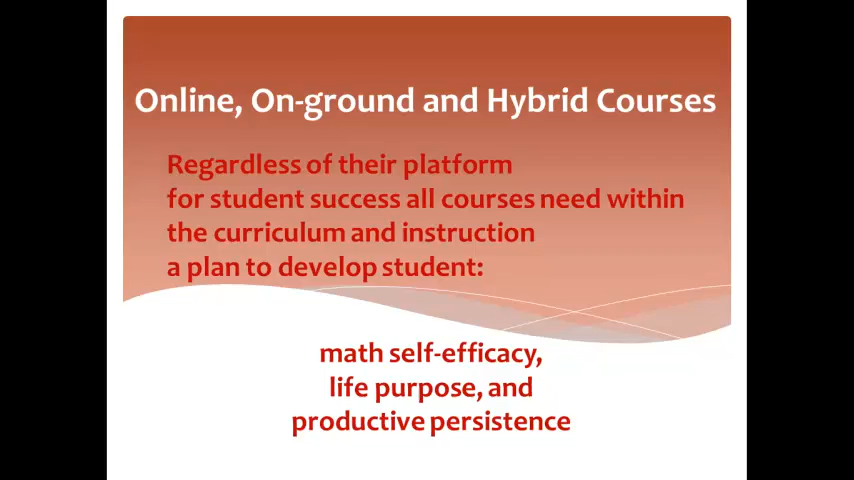 Online, On-ground and Hybrid Courses
Regardless of their platform
for student success all courses need within
the curriculum and instruction
a plan to develop student:
math self-efficacy,
life purpose, and
productive persistence